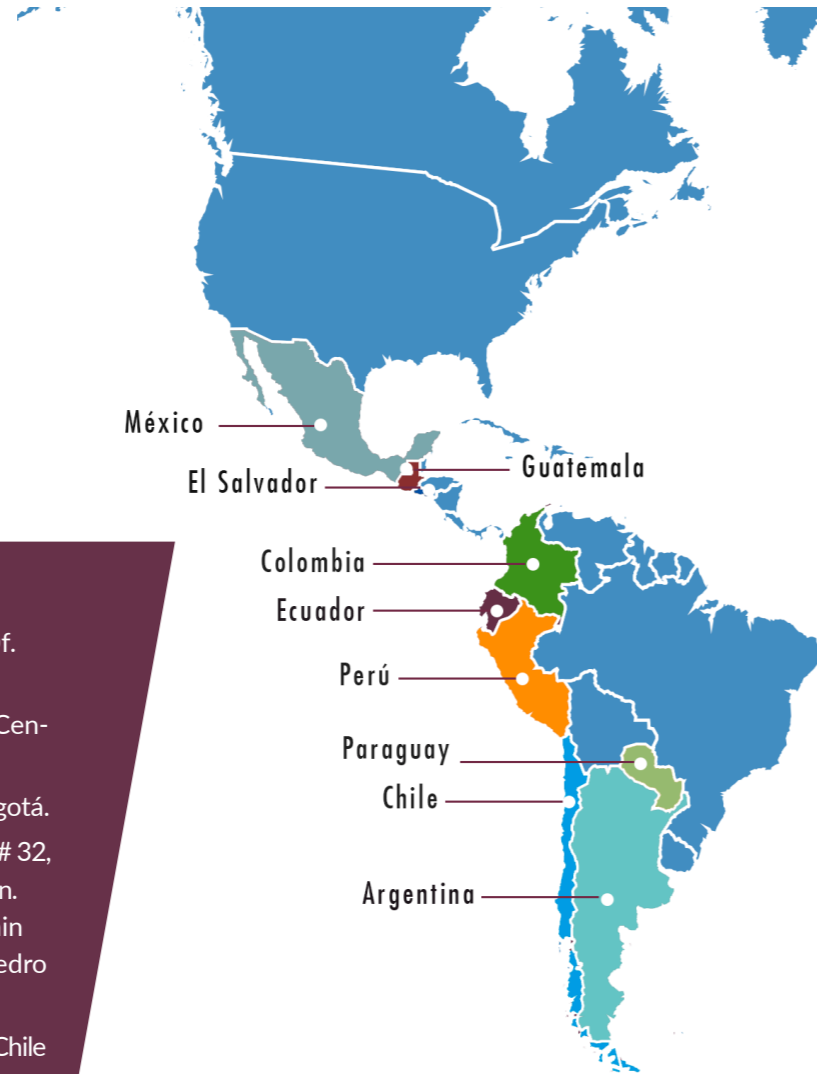 México
Guatemala
El Salvador
Colombia
Ecuador
Perú
Paraguay
Chile
Argentina
f.
Cen-
gotá.
# 32,
n.
in
edro
Chile